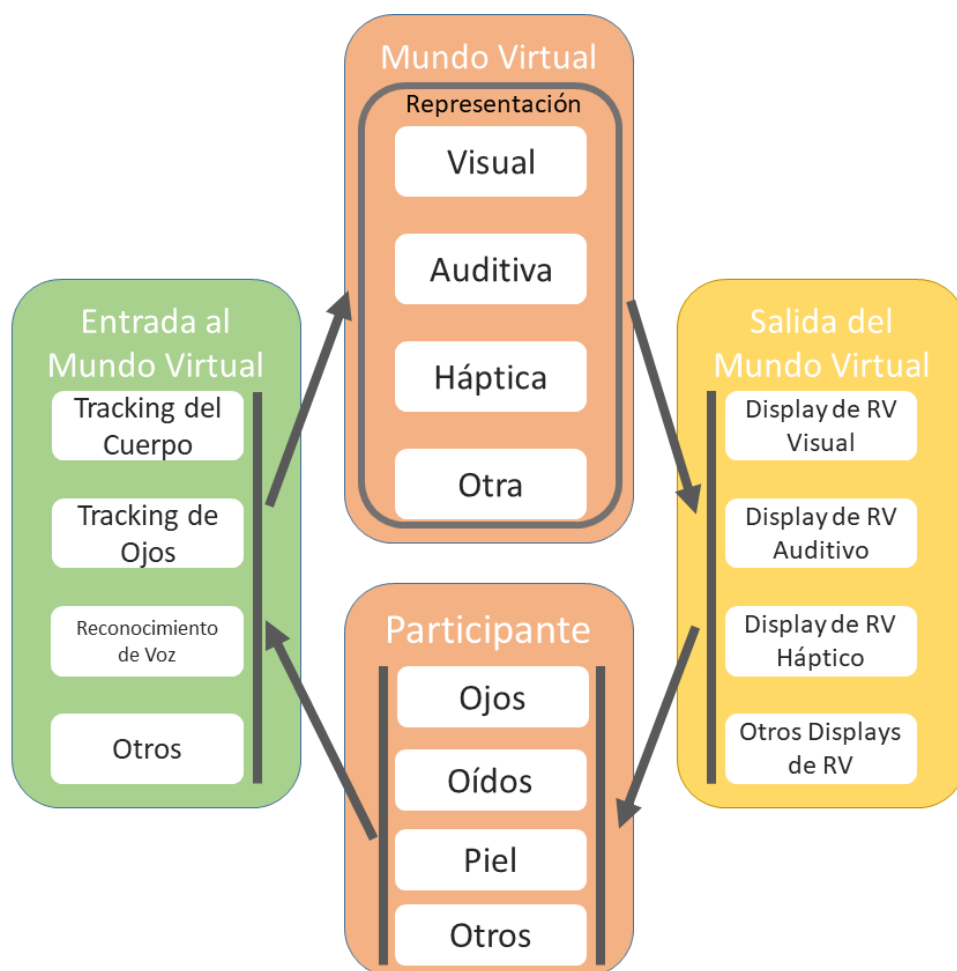 Mundo Virtual
Representación
Visual
Auditiva
Háptica
Otra
Entrada al
Mundo Virtual
Tracking del
Cuerpo
Tracking de
Ojos
Reconocimiento
de Voz
Otros
Salida del
Mundo Virtual
Display de RV
Visual
Display de RV
Auditivo
Display de RV
Háptico
Otros Displays
de RV
Participante
Ojos
Oídos
Piel
Otros